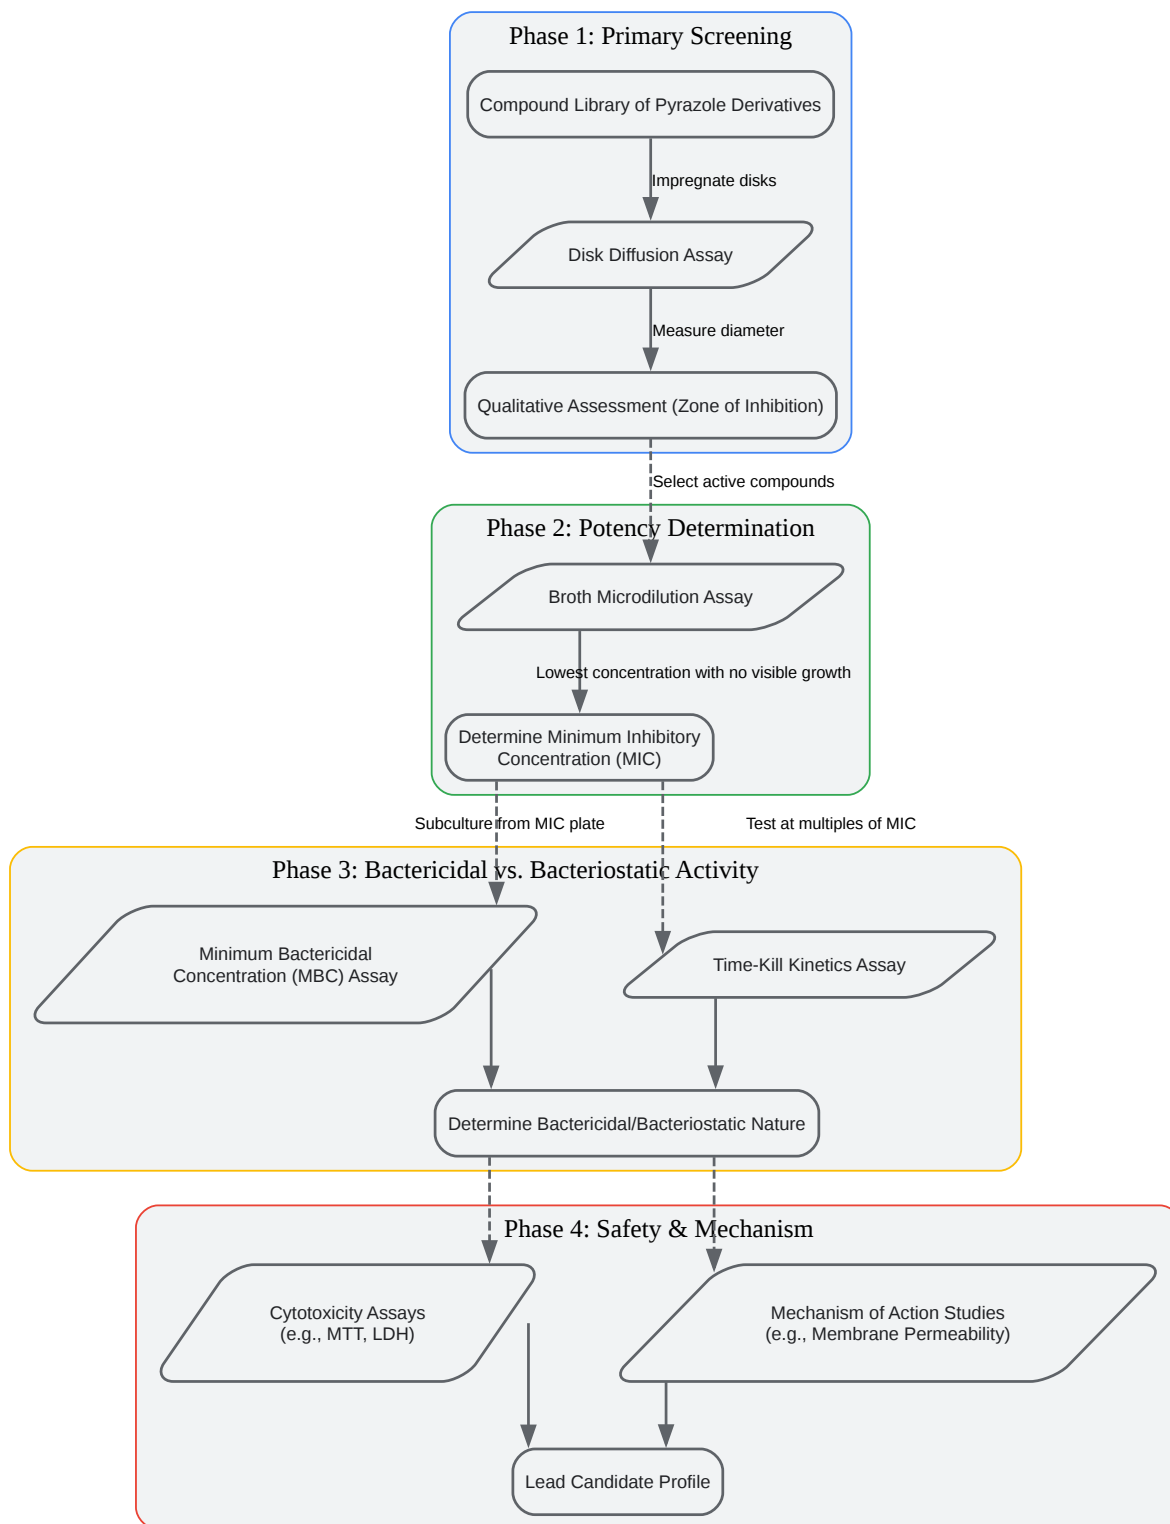 Phase 1: Primary Screening
Compound Library of Pyrazole Derivatives
Impregnate disks
Disk Diffusion Assay
Measure diameter
Qualitative Assessment (Zone of Inhibition)
Select active compounds
Phase 2: Potency Determination
Broth Microdilution Assay
Lowest concentration with no visible growth
Determine Minimum Inhibitory
Concentration (MIC)
Subculture from MIC plate
Test at multiples of MIC
Phase 3: Bactericidal vs. Bacteriostatic Activity
Minimum Bactericidal
Concentration (MBC) Assay
Time-Kill Kinetics Assay
Determine Bactericidal/Bacteriostatic Nature
Phase 4: Safety & Mechanism
Cytotoxicity Assays
(e.g., MTT, LDH)
Mechanism of Action Studies
(e.g., Membrane Permeability)
Lead Candidate Profile